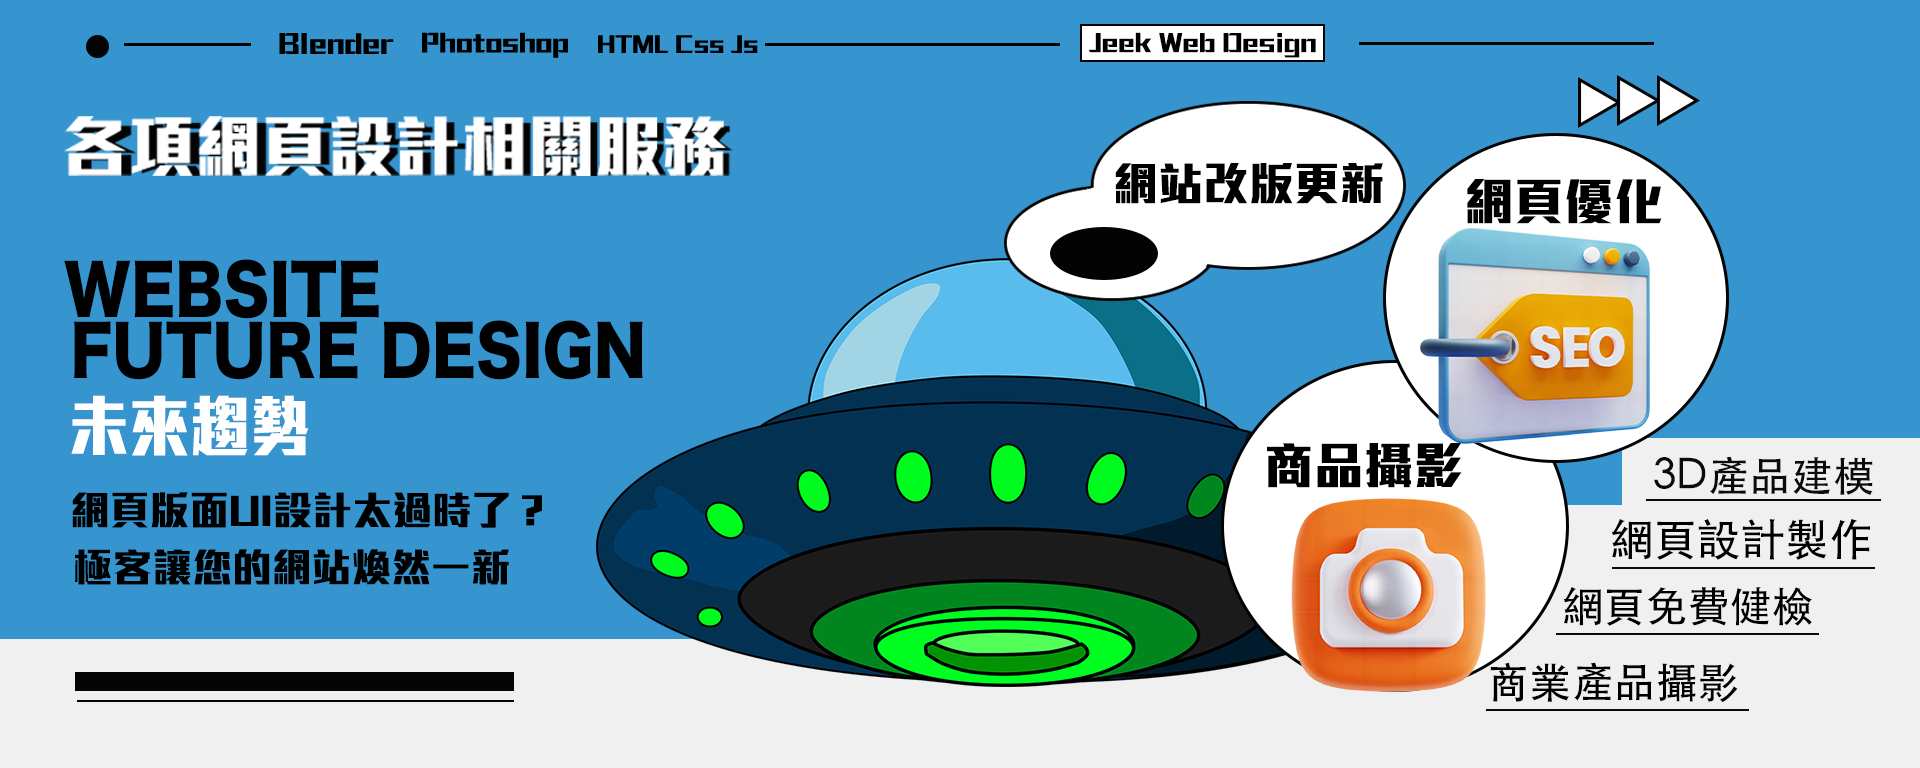 Blender Photoshop HTML Css Js
Jeek Web Design
各項網頁設計相關服務
WEBSITE
FUTURE DESIGN
未來趨勢
網頁版面UI設計太過時了？
極客讓您的網站煥然一新
網站改版更新
網頁優化
SEO
商品攝影
3D產品建模
網頁設計製作
網頁免費健檢
商業產品攝影